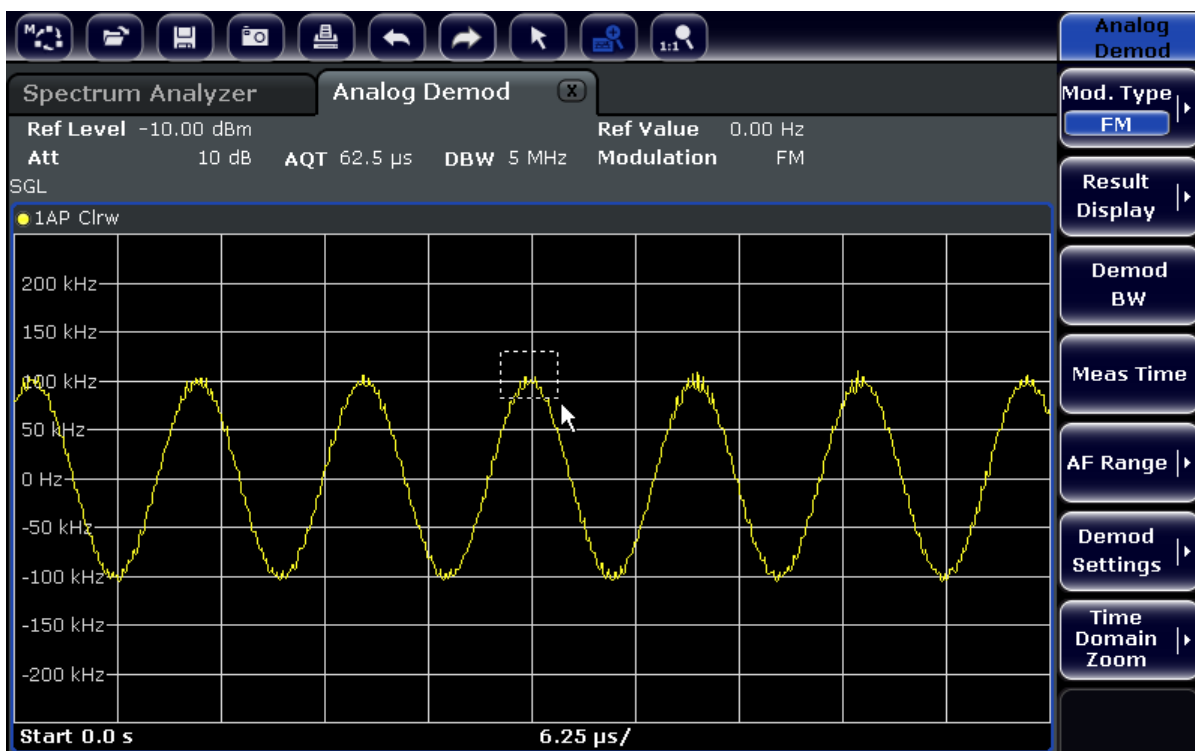 1:1
Analog
Demod
Spectrum Analyzer
Analog Demod X
Ref Level -10.00 dBm Ref Value 0.00 Hz
Att 10 dB AQT 62.5 µs DBW 5 MHz Modulation FM
SGL
1AP Clrw
200 kHz
150 kHz
100 kHz
50 kHz
0 Hz
-50 kHz
-100 kHz
-150 kHz
-200 kHz
Start 0.0 s 6.25 µs/
Mod. Type
FM
Result
Display
Demod
BW
Meas Time
AF Range
Demod
Settings
Time
Domain
Zoom